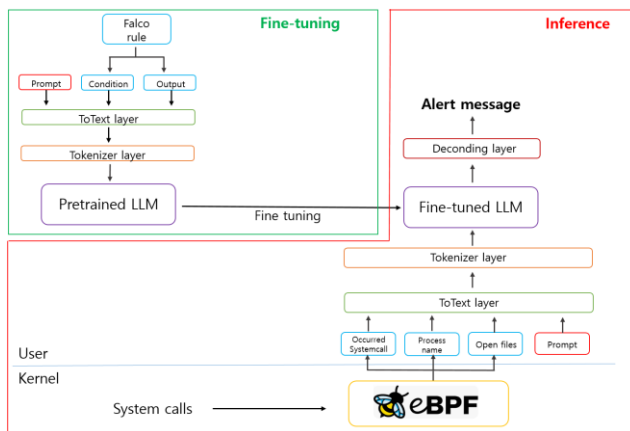 Fine-tuning
Falco
rule
Prompt
Condition
Output
ToText layer
Tokenizer layer
Pretrained LLM
Fine tuning
Inference
Alert message
Deconding layer
Fine-tuned LLM
Tokenizer layer
ToText layer
Occurred
Systemcall
Process
name
Open files
Prompt
User
Kernel
System calls
eBPF